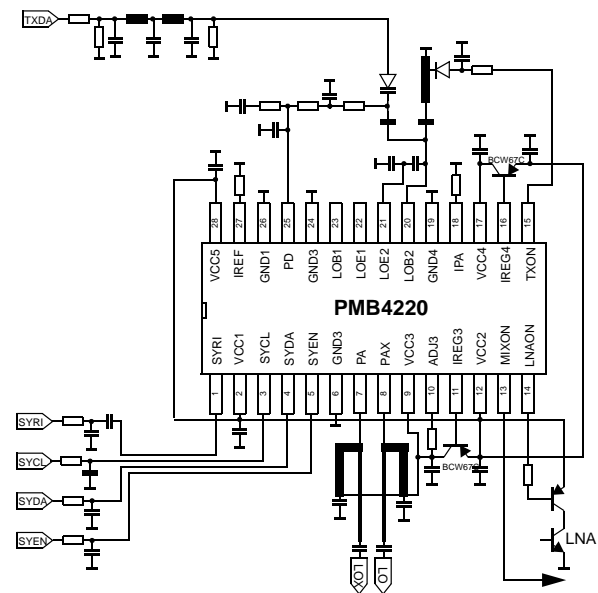 TXDA
BCW67C
28
27
26
25
24
23
22
21
20
19
18
17
16
15
VCC5
IREF
GND1
PD
GND3
LOB1
LOE1
LOE2
LOB2
GND4
IPA
VCC4
IREG4
TXON
PMB4220
SYRI
VCC1
SYCL
SYDA
SYEN
GND3
PA
PAX
VCC3
ADJ3
IREG3
VCC2
MIXON
LNAON
1
2
3
4
5
6
7
8
9
10
11
12
13
14
SYRI
SYCL
SYDA
SYEN
BCW67C
LNA
LOX
LO